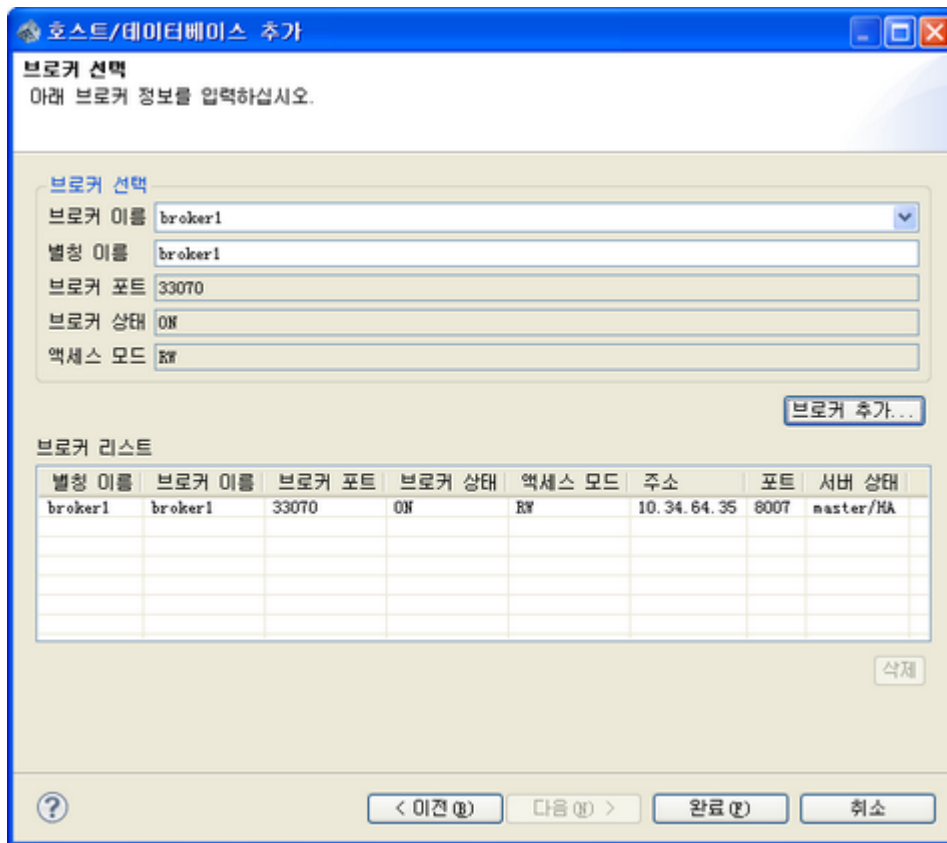 호스트/데이터베이스 추가
브로커 선택
아래 브로커 정보를 입력하십시오.
브로커 선택
브로커 이름 broker1
별칭 이름 broker1
브로커 포트 33070
브로커 상태 ON
액세스 모드 RW
브로커 추가...
브로커 리스트
별칭 이름 브로커 이름 브로커 포트 브로커 상태 액세스 모드 주소 포트 서버 상태
broker1 broker1 33070 ON RW 10.34.64.35 8007 master/HA
삭제
< 이전(B) 다음(N) > 완료(F) 취소